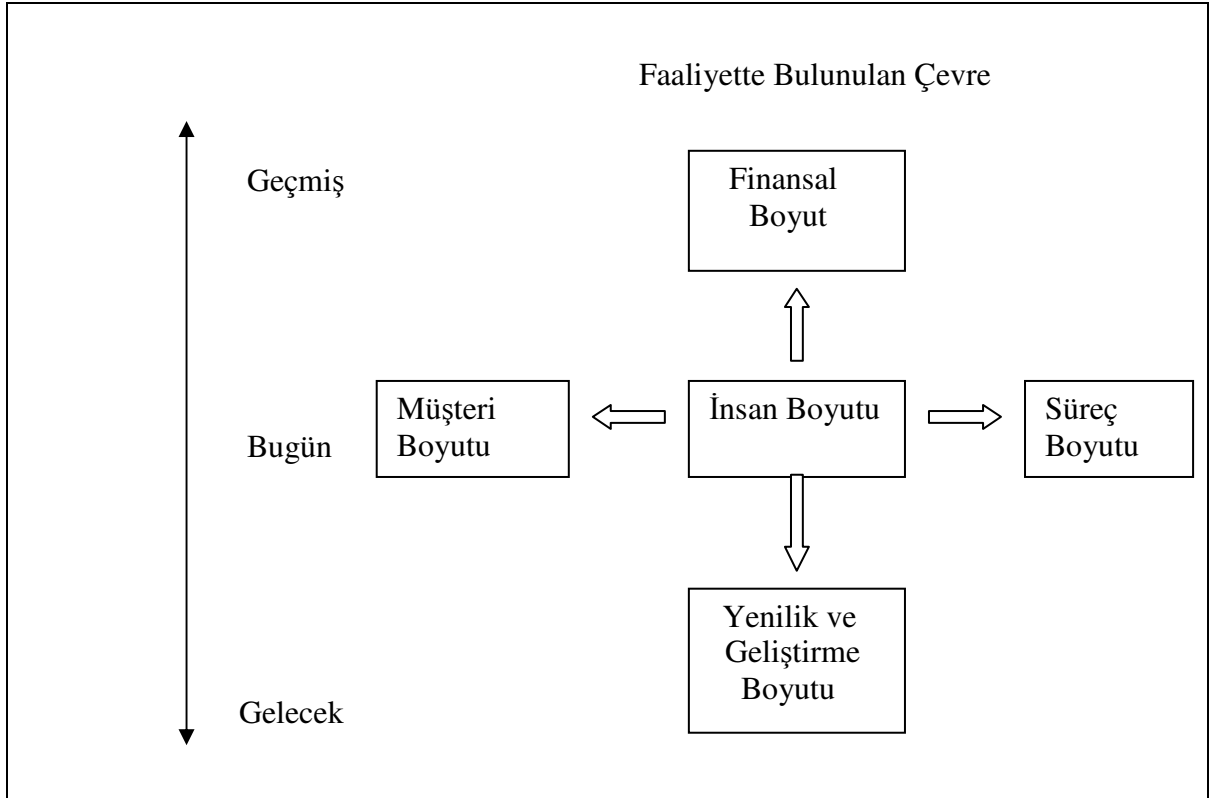 Faaliyette Bulunulan Çevre
Geçmiş
Finansal
Boyut
Müşteri
Boyutu
İnsan Boyutu
Süreç
Boyutu
Bugün
Yenilik ve
Geliştirme
Boyutu
Gelecek